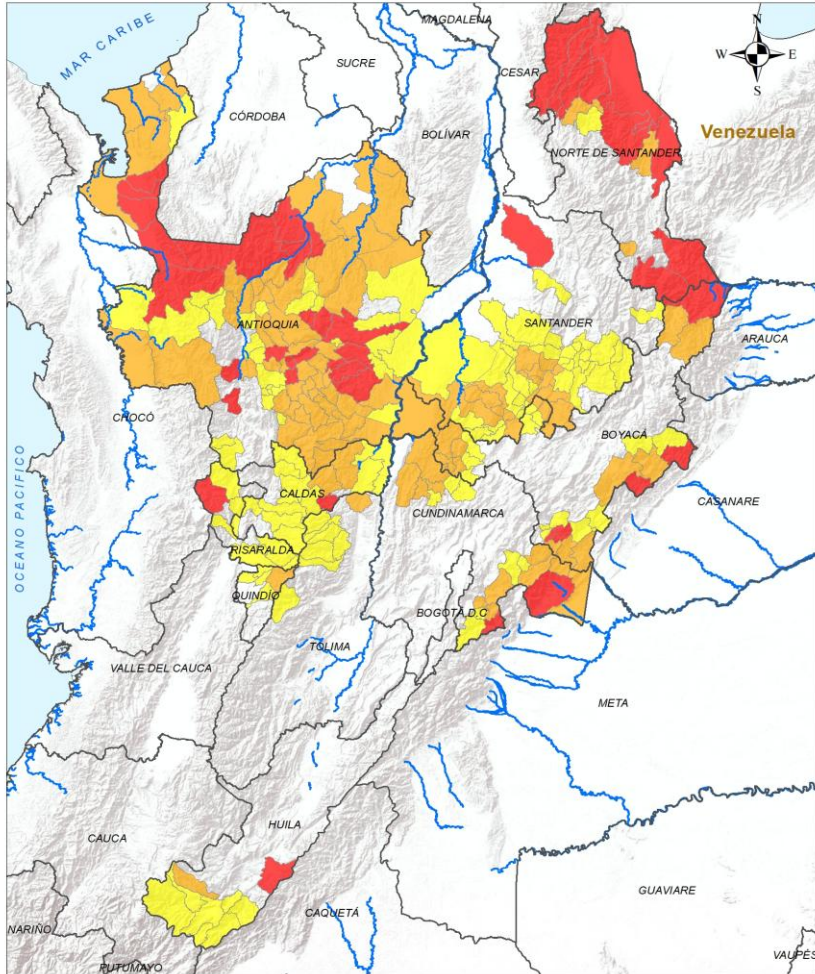 MAGDALENA
N
W E
S
MAR CARIBE
SUCRE
CESAR
CÓRDOBA
BOLÍVAR
Venezuela
NORTE DE SANTANDER
ANTIOQUIA
SANTANDER
ARAUCA
CHOCÓ
BOYACÁ
OCEANO PACIFICO
CALDAS
CUNDINAMARCA
CASANARE
RISARALDA
QUINDÍO
BOGOTÁ,D.C
TOLIMA
VALLE DEL CAUCA
META
HUILA
CAUCA
GUAVIARE
CAQUETÁ
NARIÑO
PUTUMAYO
VAUPÉS